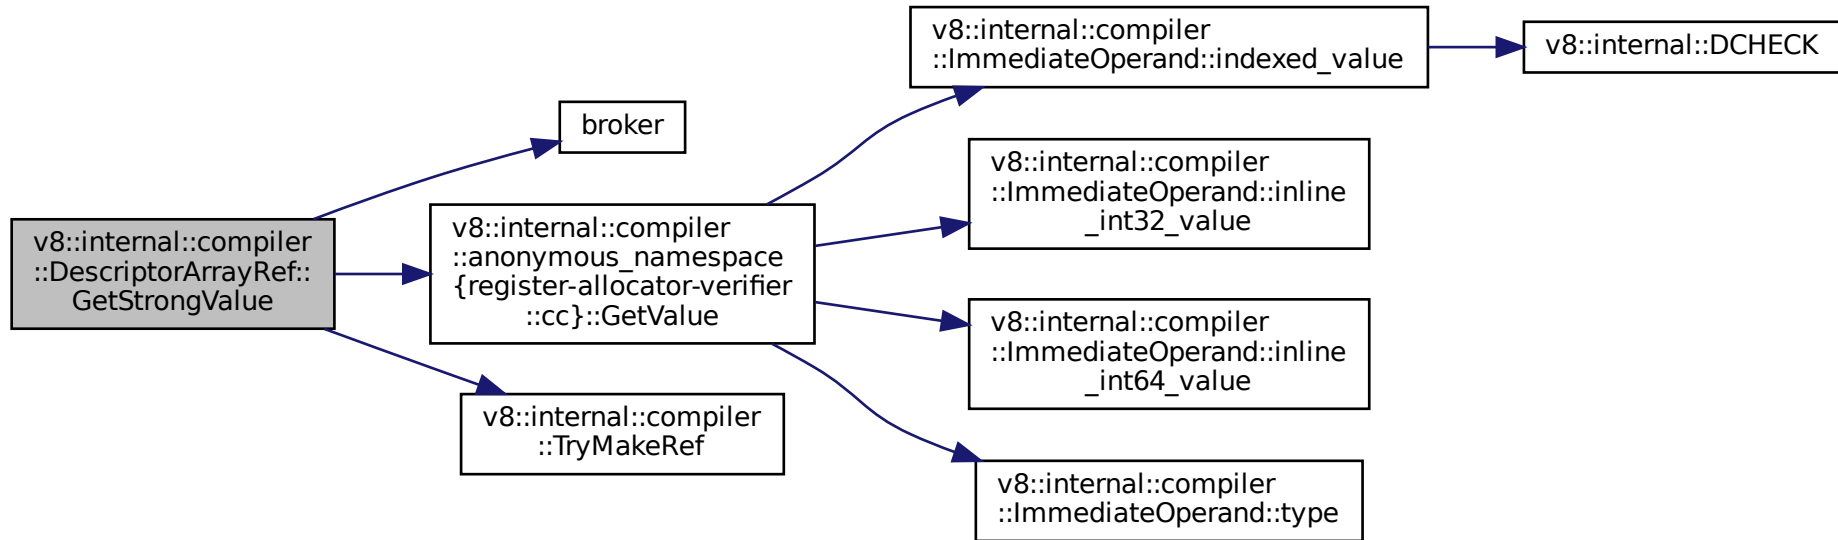 v8::internal::compiler
::DescriptorArrayRef::
GetStrongValue
broker
v8::internal::compiler
::anonymous_namespace
{register-allocator-verifier
::cc}::GetValue
v8::internal::compiler
::TryMakeRef
v8::internal::compiler
::ImmediateOperand::indexed_value
v8::internal::compiler
::ImmediateOperand::inline
_int32_value
v8::internal::compiler
::ImmediateOperand::inline
_int64_value
v8::internal::compiler
::ImmediateOperand::type
v8::internal::DCHECK